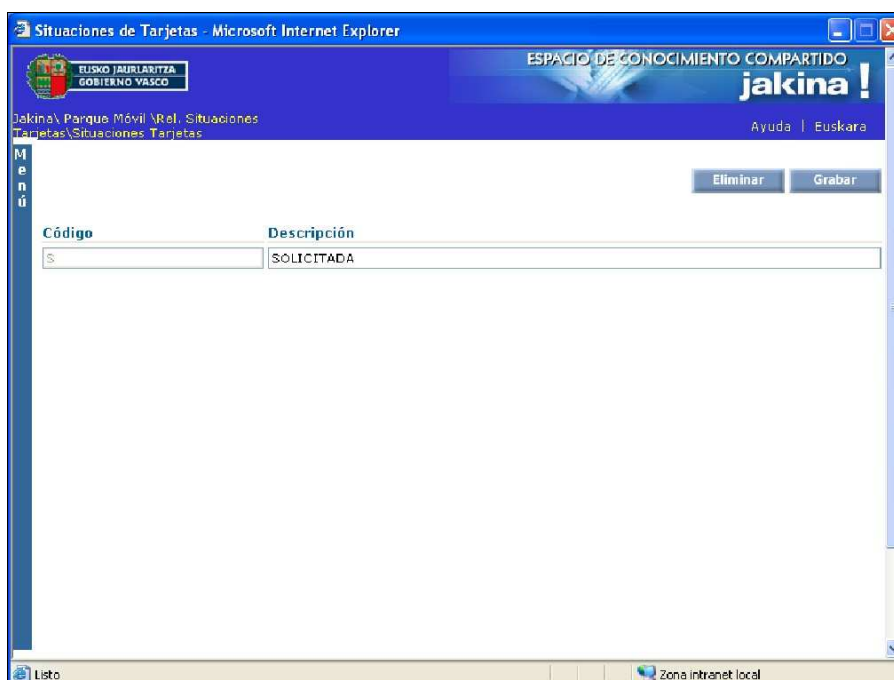 Situaciones de Tarjetas - Microsoft Internet Explorer
EUSKO JAURLARITZA
GOBIERNO VASCO
ESPACIO DE CONOCIMIENTO COMPARTIDO
jakina !
Jakina\ Parque Móvil \Rel. Situaciones
Tarjetas\Situaciones Tarjetas
Ayuda | Euskara
Menú
Eliminar Grabar
Código Descripción
S SOLICITADA
Listo Zona intranet local